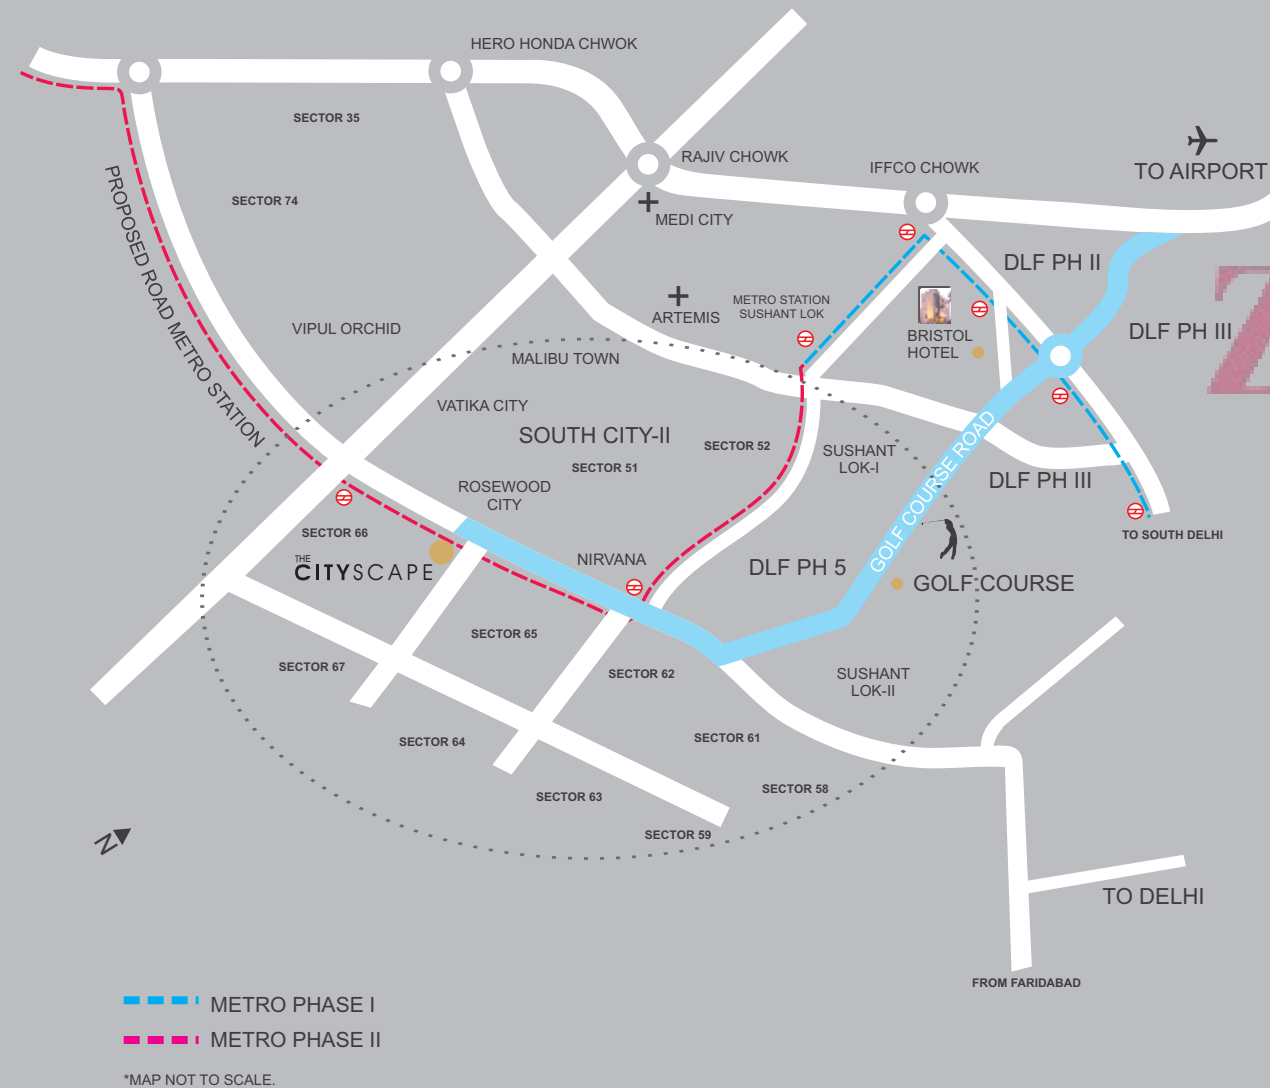 HERO HONDA CHWOK
SECTOR 35
RAJIV CHOWK
IFFCO CHOWK
TO AIRPORT
PROPOSED ROAD METRO STATION
SECTOR 74
MEDI CITY
DLF PH II
METRO STATION
SUSHANT LOK
ARTEMIS
VIPUL ORCHID
BRISTOL
HOTEL
DLF PH III
Z
MALIBU TOWN
VATIKA CITY
SOUTH CITY-II
SECTOR 51
SECTOR 52
SUSHANT
LOK-I
GOLF COURSE ROAD
DLF PH III
ROSEWOOD
CITY
SECTOR 66
TO SOUTH DELHI
THE
CITYSCAPE
NIRVANA
DLF PH 5
GOLF COURSE
SECTOR 65
SECTOR 67
SECTOR 62
SUSHANT
LOK-II
SECTOR 64
SECTOR 61
SECTOR 63
SECTOR 58
SECTOR 59
N
TO DELHI
FROM FARIDABAD
METRO PHASE I
METRO PHASE II
*MAP NOT TO SCALE.